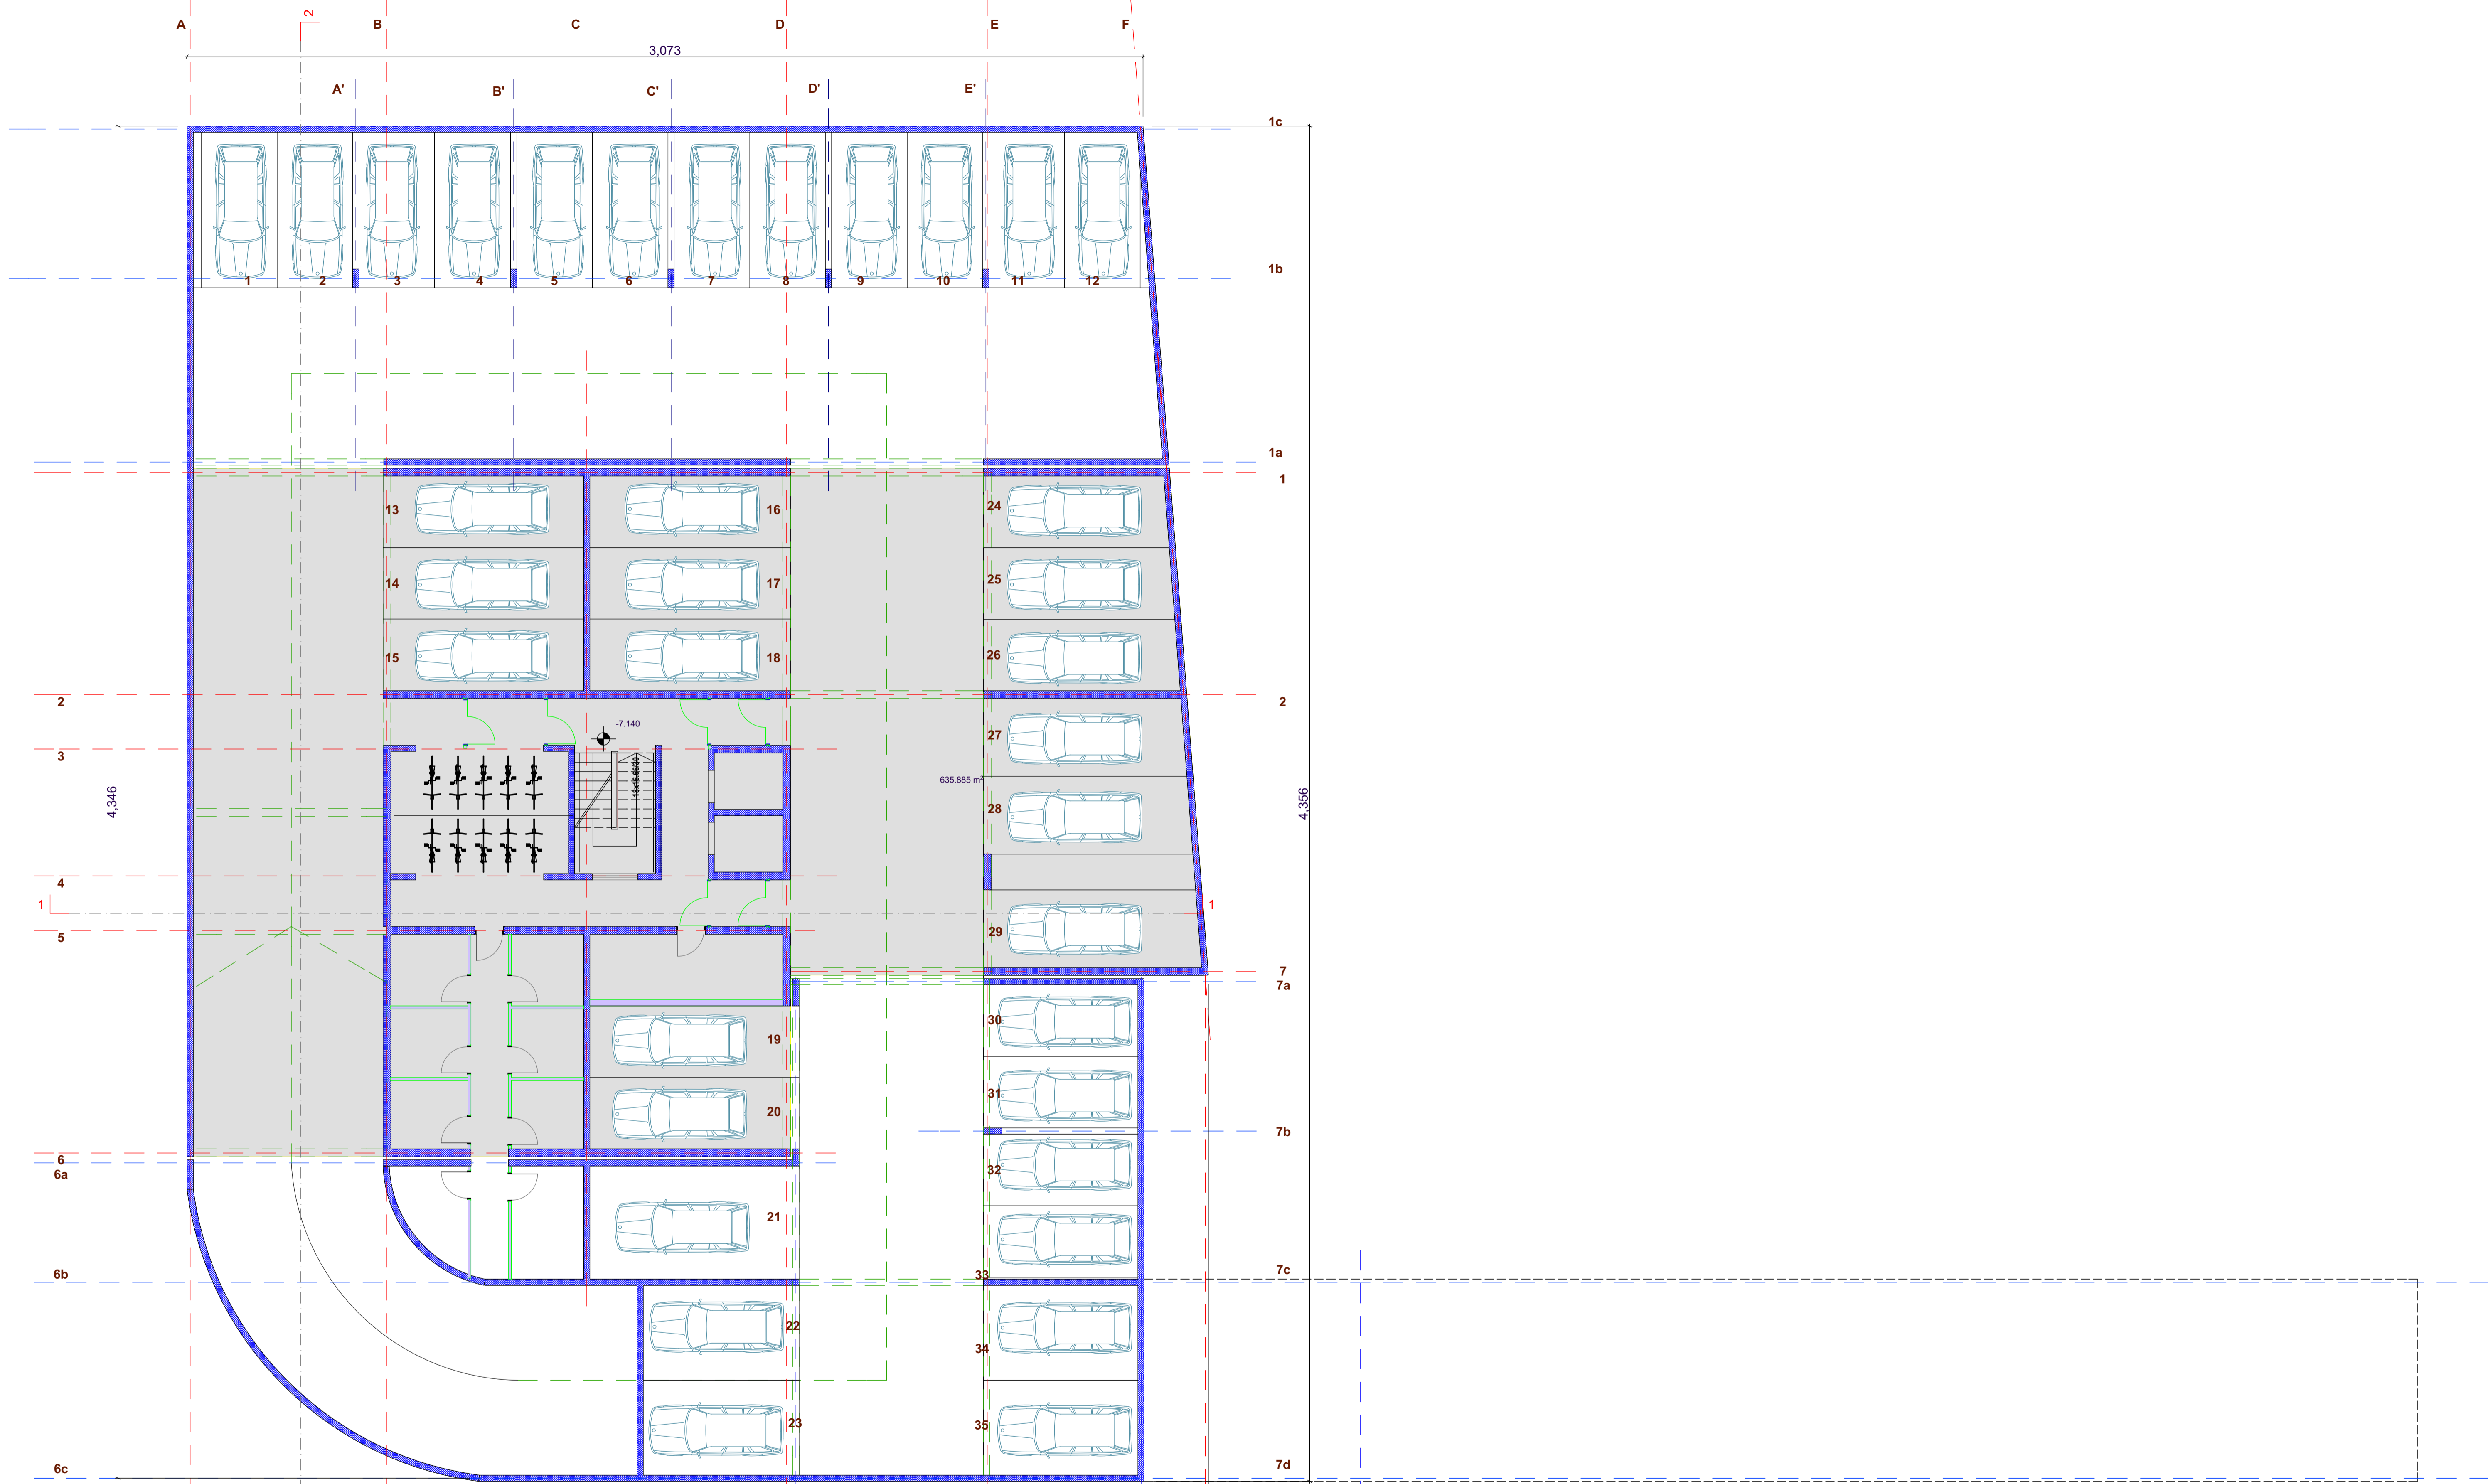 2
A B C D E F
3,073
A' B' C' D' E'
1c
1b
1 2 3 4 5 6 7 8 9 10 11 12
1a
1
13 16 24
14 17 25
15 18 26
2 2
-7.140
27
3
18x16.66/30
635.885 m²
28
4,346
4,356
4
1 1
29
5
7
7a
30
19
31
20
7b
6
32
6a
21
6b
33
7c
22
34
23
35
6c
7d